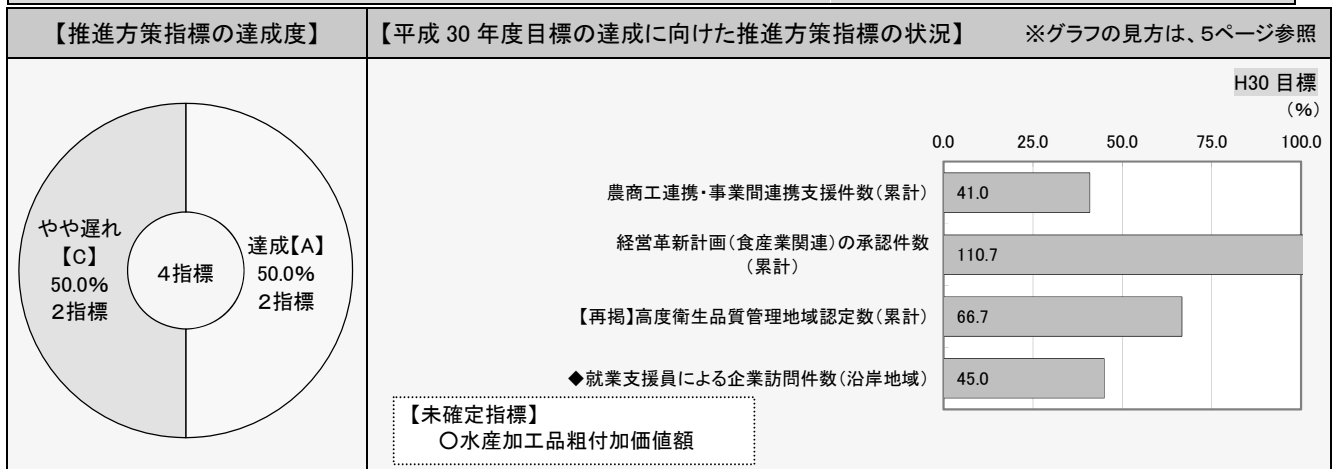 【推進方策指標の達成度】
【平成 30 年度目標の達成に向けた推進方策指標の状況】 ※グラフの見方は、5ページ参照
やや遅れ
【C】
50.0%
2指標
4指標
達成【A】
50.0%
2指標
H30 目標
(%)
0.0 25.0 50.0 75.0 100.0
農商工連携・事業間連携支援件数(累計) 41.0
経営革新計画(食産業関連)の承認件数
(累計)
110.7
【再掲】高度衛生品質管理地域認定数(累計) 66.7
◆就業支援員による企業訪問件数(沿岸地域) 45.0
【未確定指標】
〇水産加工品粗付加価値額